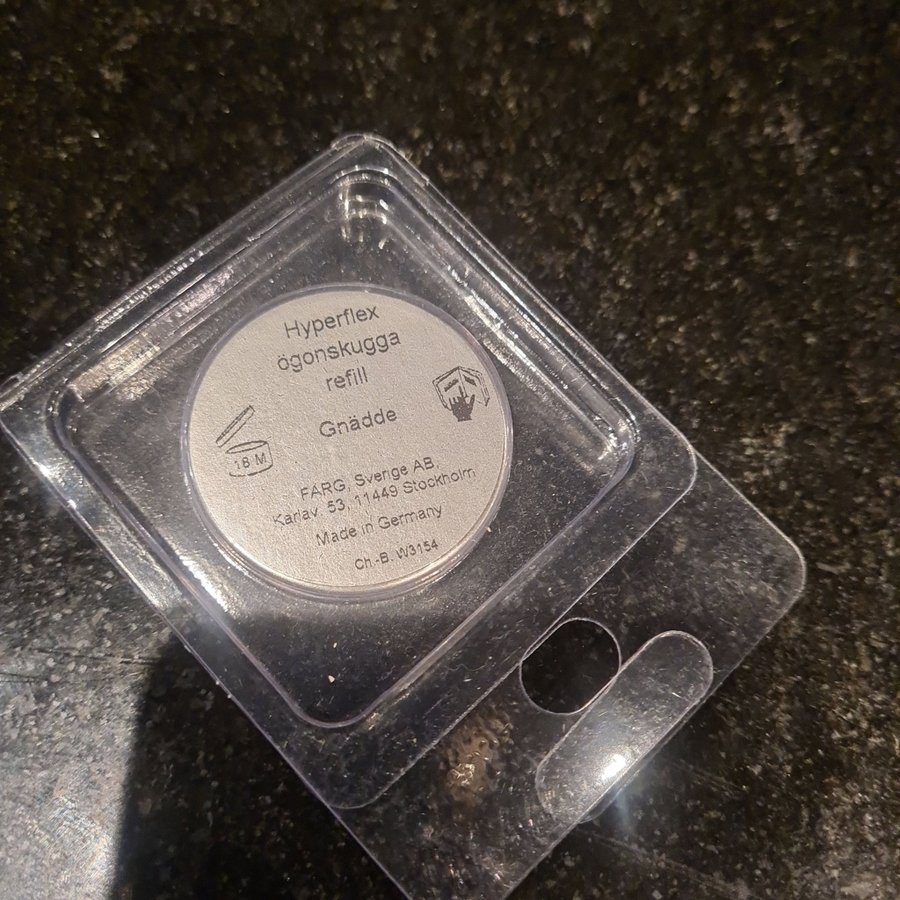 Hyperflex
ögonskugga
refill
Gnädde
18 M
FARG, Sverige AB,
Karlav. 53, 11449 Stockholm
Made in Germany
Ch.-B. W3154